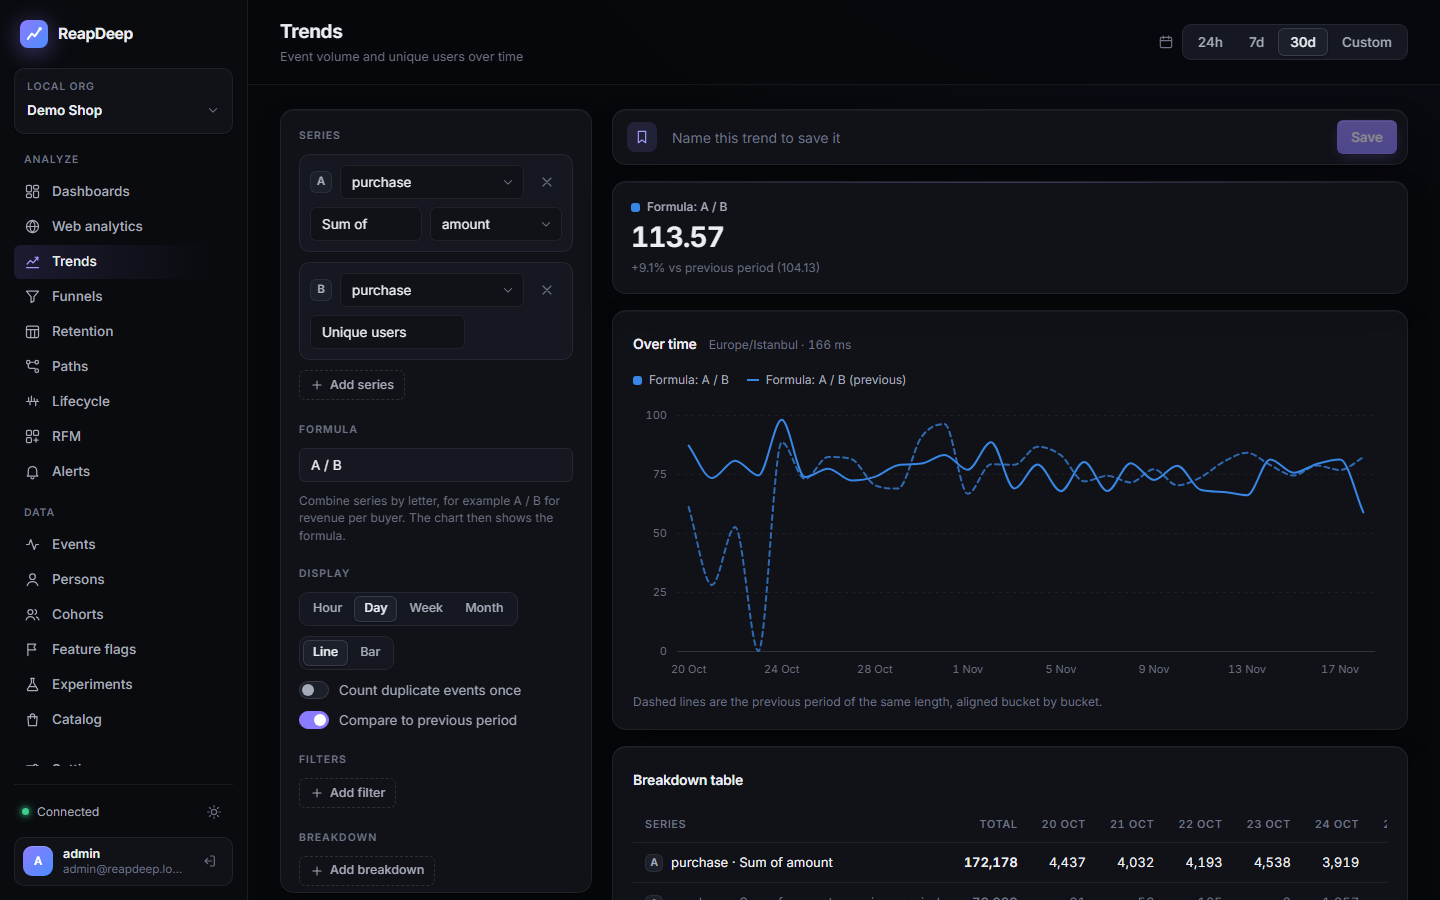 ReapDeep
LOCAL ORG
Demo Shop
ANALYZE
Dashboards
Web analytics
Trends
Funnels
Retention
Paths
Lifecycle
RFM
Alerts
DATA
Events
Persons
Cohorts
Feature flags
Experiments
Catalog
Connected
A
admin
admin@reapdeep.lo...
Trends
Event volume and unique users over time
24h 7d 30d Custom
SERIES
A purchase
Sum of amount
B purchase
Unique users
Add series
FORMULA
A / B
Combine series by letter, for example A / B for
revenue per buyer. The chart then shows the
formula.
DISPLAY
Hour Day Week Month
Line Bar
Count duplicate events once
Compare to previous period
FILTERS
Add filter
BREAKDOWN
Add breakdown
Name this trend to save it
Save
Formula: A / B
113.57
+9.1% vs previous period (104.13)
Over time Europe/Istanbul · 166 ms
Formula: A / B Formula: A / B (previous)
100
75
50
25
0
20 Oct 24 Oct 28 Oct 1 Nov 5 Nov 9 Nov 13 Nov 17 Nov
Dashed lines are the previous period of the same length, aligned bucket by bucket.
Breakdown table
SERIES TOTAL 20 OCT 21 OCT 22 OCT 23 OCT 24 OCT
A purchase · Sum of amount 172,178 4,437 4,032 4,193 4,538 3,919